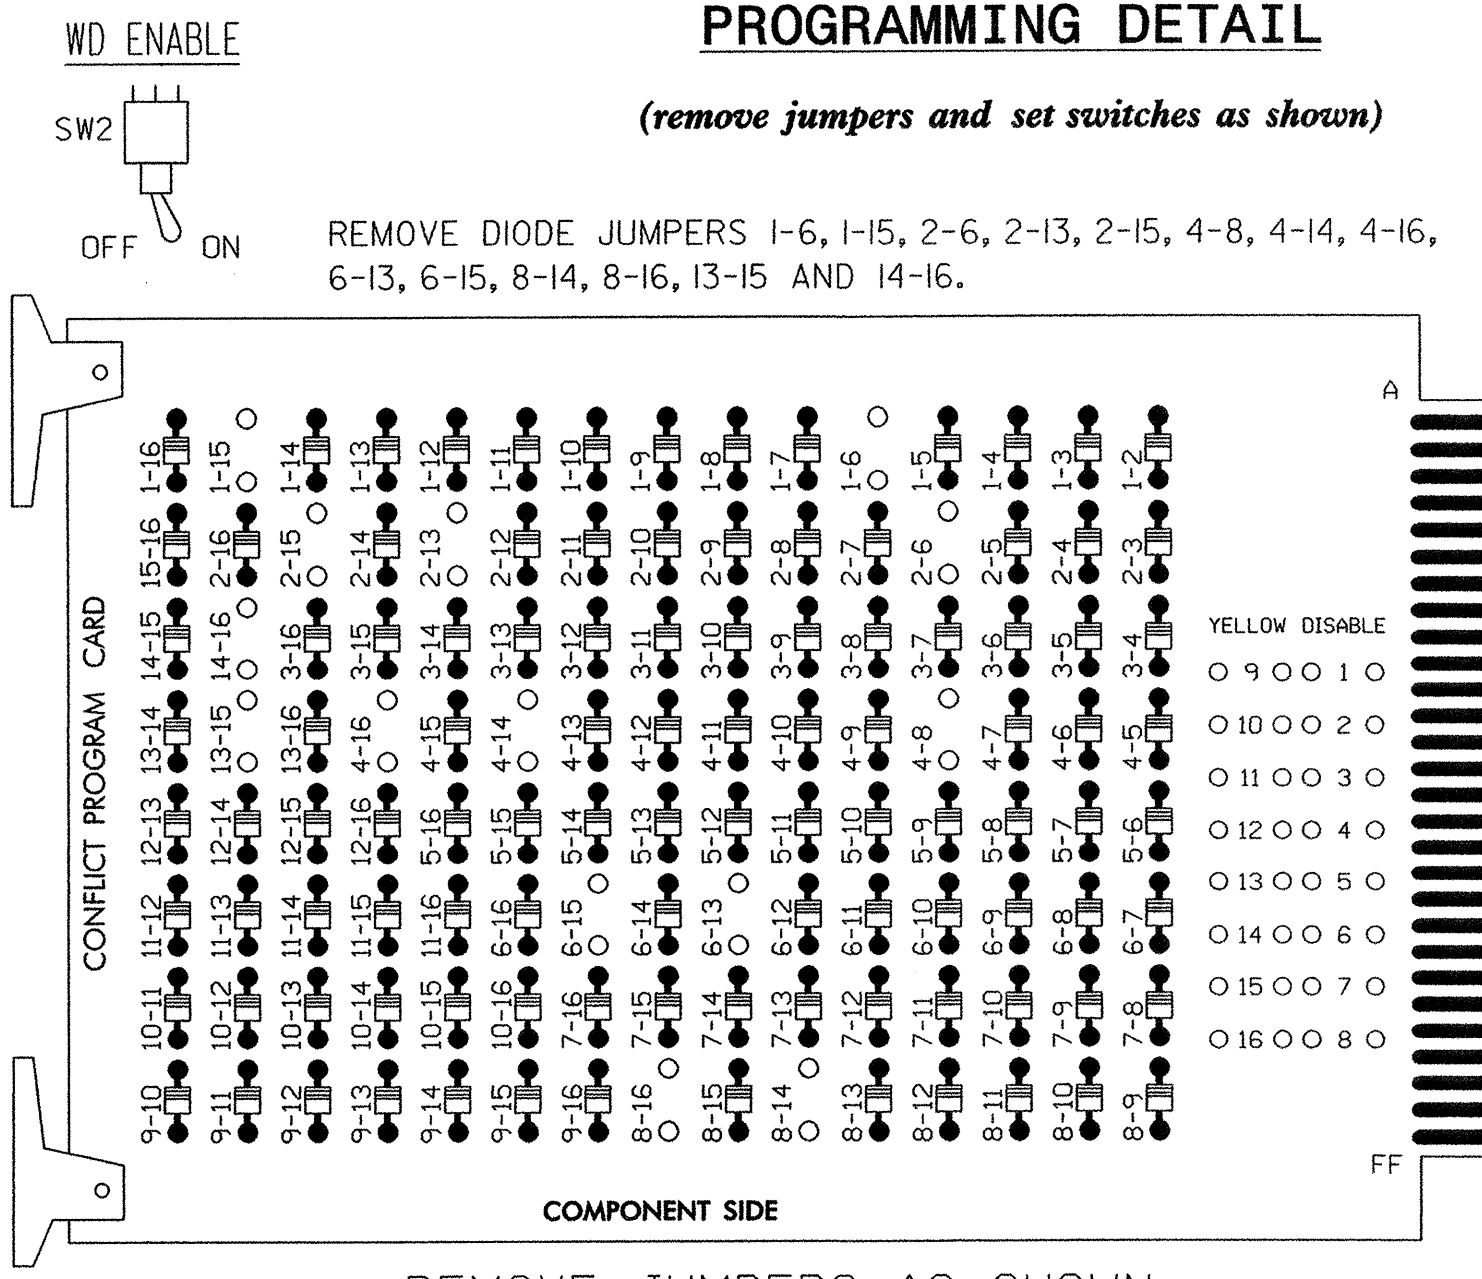 PROGRAMMING DETAIL
WD ENABLE
(remove jumpers and set switches as shown)
SW2
OFF ON
REMOVE DIODE JUMPERS 1-6, 1-15, 2-6, 2-13, 2-15, 4-8, 4-14, 4-16,
6-13, 6-15, 8-14, 8-16, 13-15 AND 14-16.
A
CONFLICT PROGRAM CARD
1-16 1-15 1-14 1-13 1-12 1-11 1-10 1-9 1-8 1-7 1-6 1-5 1-4 1-3 1-2
15-16 2-16 2-15 2-14 2-13 2-12 2-11 2-10 2-9 2-8 2-7 2-6 2-5 2-4 2-3
14-15 14-16 3-16 3-15 3-14 3-13 3-12 3-11 3-10 3-9 3-8 3-7 3-6 3-5 3-4
13-14 13-15 13-16 4-16 4-15 4-14 4-13 4-12 4-11 4-10 4-9 4-8 4-7 4-6 4-5
12-13 12-14 12-15 12-16 5-16 5-15 5-14 5-13 5-12 5-11 5-10 5-9 5-8 5-7 5-6
11-12 11-13 11-14 11-15 11-16 6-16 6-15 6-14 6-13 6-12 6-11 6-10 6-9 6-8 6-7
10-11 10-12 10-13 10-14 10-15 10-16 7-16 7-15 7-14 7-13 7-12 7-11 7-10 7-9 7-8
9-10 9-11 9-12 9-13 9-14 9-15 9-16 8-16 8-15 8-14 8-13 8-12 8-11 8-10 8-9
YELLOW DISABLE
9 1
10 2
11 3
12 4
13 5
14 6
15 7
16 8
FF
COMPONENT SIDE
REMOVE JUMPERS AS SHOWN